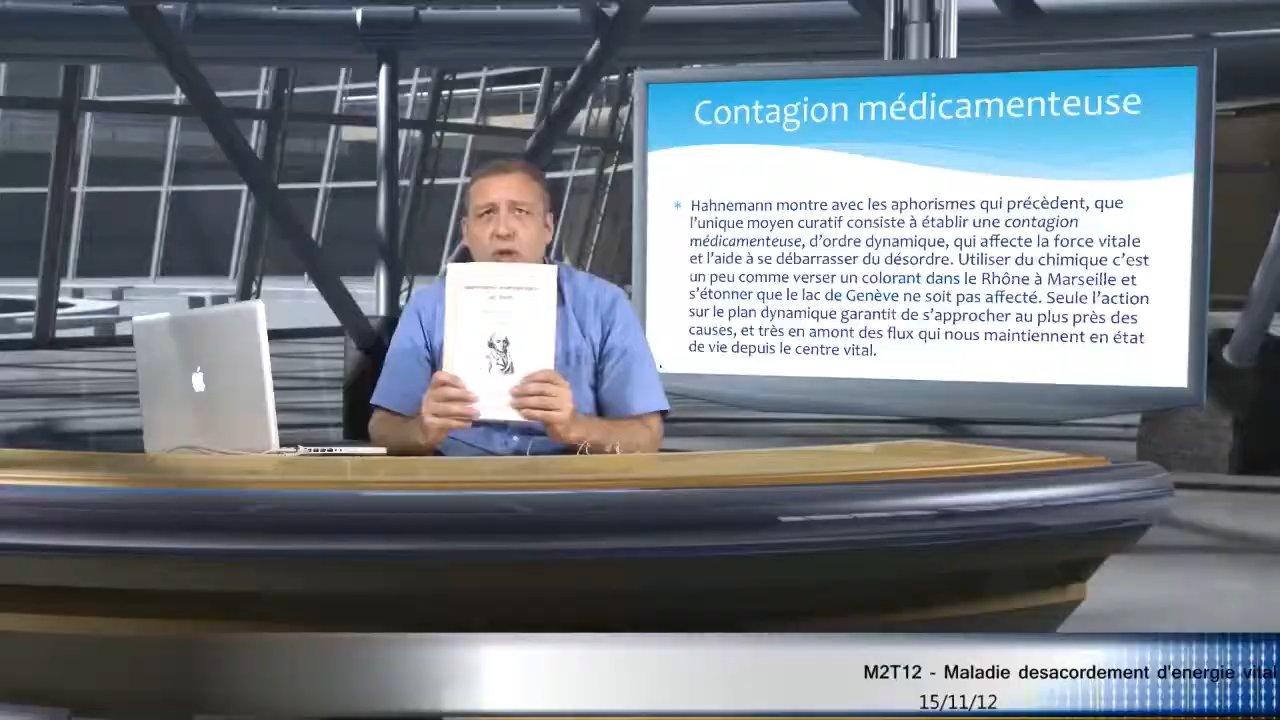 Contagion médicamenteuse
* Hahnemann montre avec les aphorismes qui précèdent, que
l'unique moyen curatif consiste à établir une contagion
médicamenteuse, d'ordre dynamique, qui affecte la force vitale
et l'aide à se débarrasser du désordre. Utiliser du chimique c'est
un peu comme verser un colorant dans le Rhône à Marseille et
s'étonner que le lac de Genève ne soit pas affecté. Seule l'action
sur le plan dynamique garantit de s'approcher au plus près des
causes, et très en amont des flux qui nous maintiennent en état
de vie depuis le centre vital.
M2T12 - Maladie desacordement d'energie vital
15/11/12